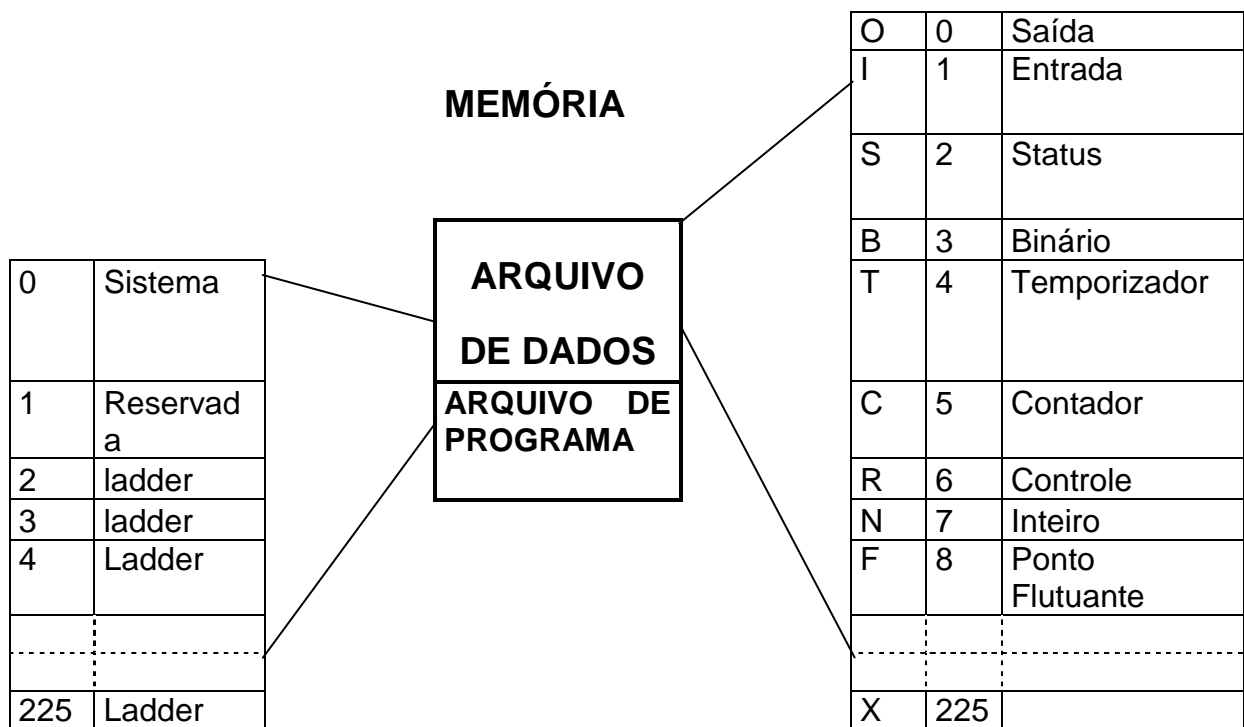 MEMÓRIA
0 Sistema
1 Reservad
a
2 ladder
3 ladder
4 Ladder
225 Ladder
ARQUIVO
DE DADOS
ARQUIVO DE
PROGRAMA
O 0 Saída
I 1 Entrada
S 2 Status
B 3 Binário
T 4 Temporizador
C 5 Contador
R 6 Controle
N 7 Inteiro
F 8 Ponto
Flutuante
X 225